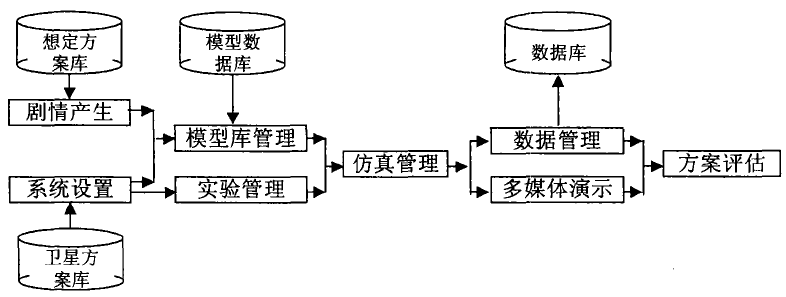 想定方
案库
模型数
据库
数据库
剧情产生
模型库管理
数据管理
仿真管理
方案评估
系统设置
实验管理
多媒体演示
卫星方
案库